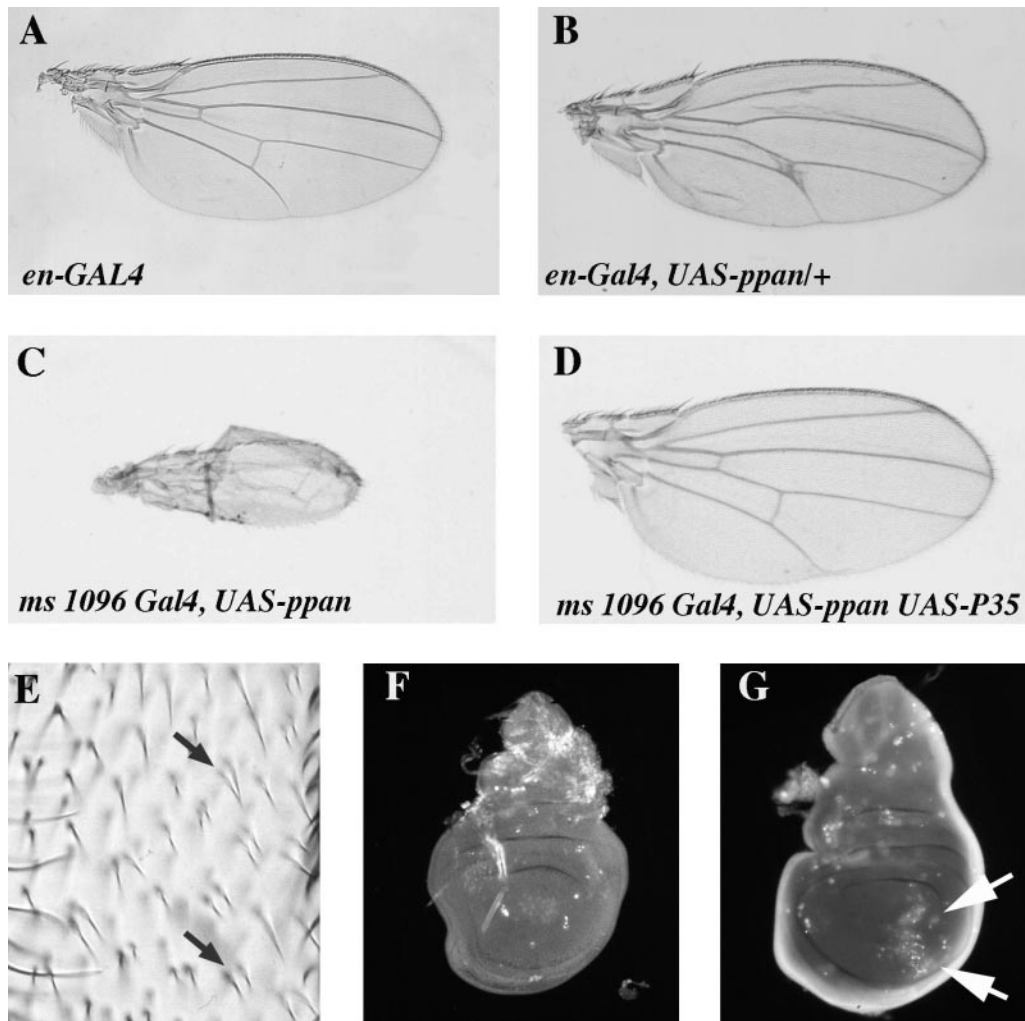 A
en-GAL4
B
en-Gal4, UAS-ppan/+
C
ms 1096 Gal4, UAS-ppan
D
ms 1096 Gal4, UAS-ppan UAS-P35
E
F
G